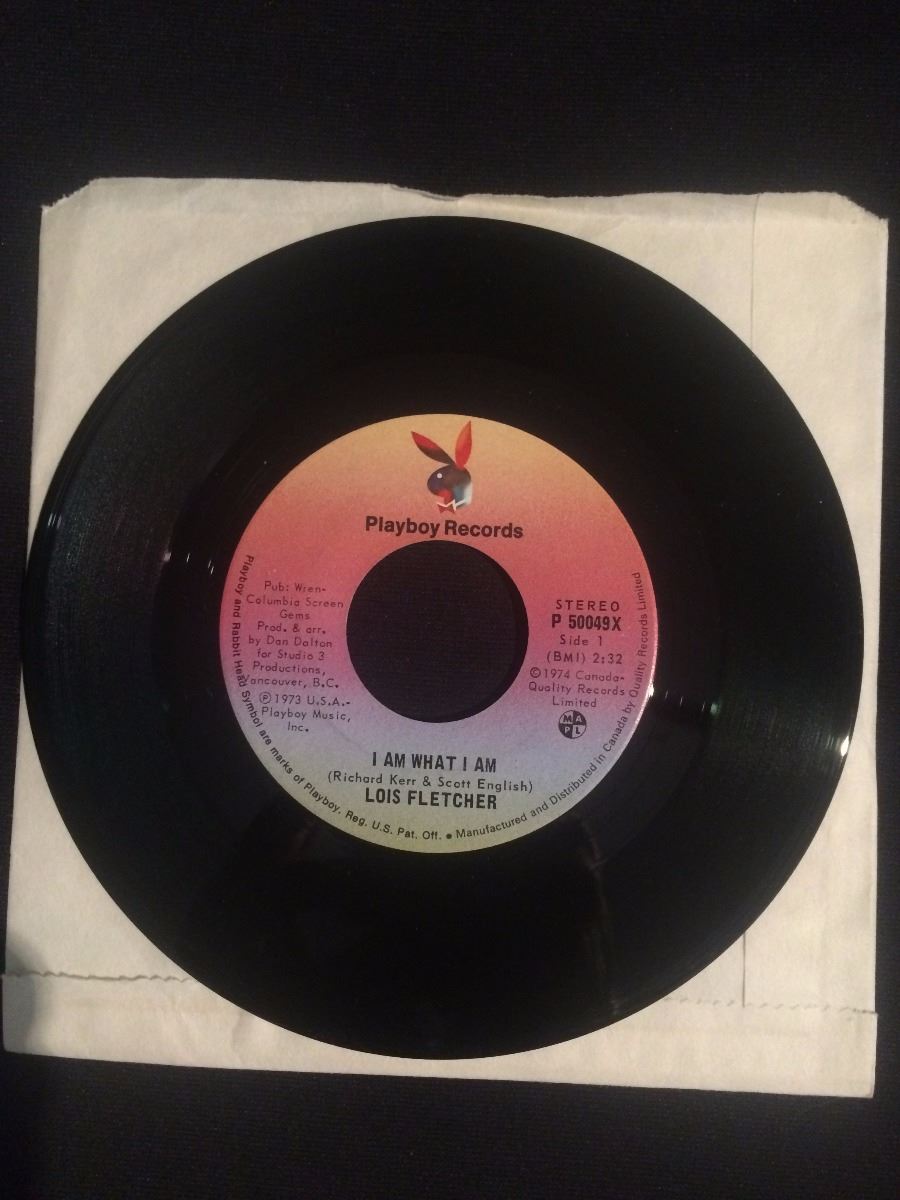 Playboy Records
Pub: Wren-
Columbia Screen
Gems
Prod. & arr.
by Dan Dalton
for Studio 3
Productions,
Vancouver, B.C.
Ⓟ1973 U.S.A.-
Playboy Music,
Inc.
STEREO
P 50049X
Side 1
(BMI) 2:32
©1974 Canada-
Quality Records
Limited
MAPL
I AM WHAT I AM
(Richard Kerr & Scott English)
LOIS FLETCHER
Playboy and Rabbit Head Symbol are marks of Playboy. Reg. U.S. Pat. Off. ● Manufactured and Distributed in Canada by Quality Records Limited